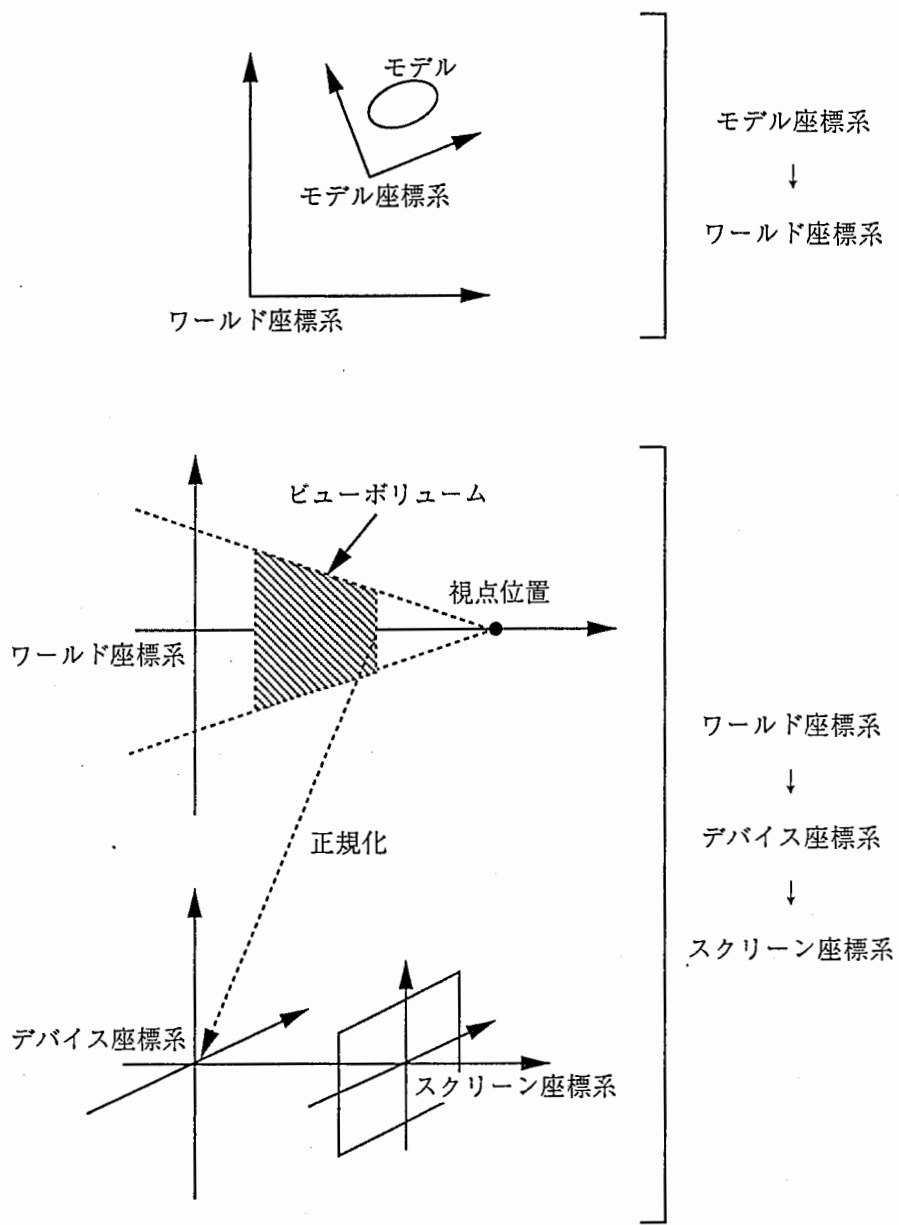 モデル
モデル座標系
ワールド座標系
モデル座標系
↓
ワールド座標系
ビューボリューム
視点位置
ワールド座標系
正規化
デバイス座標系
スクリーン座標系
ワールド座標系
↓
デバイス座標系
↓
スクリーン座標系